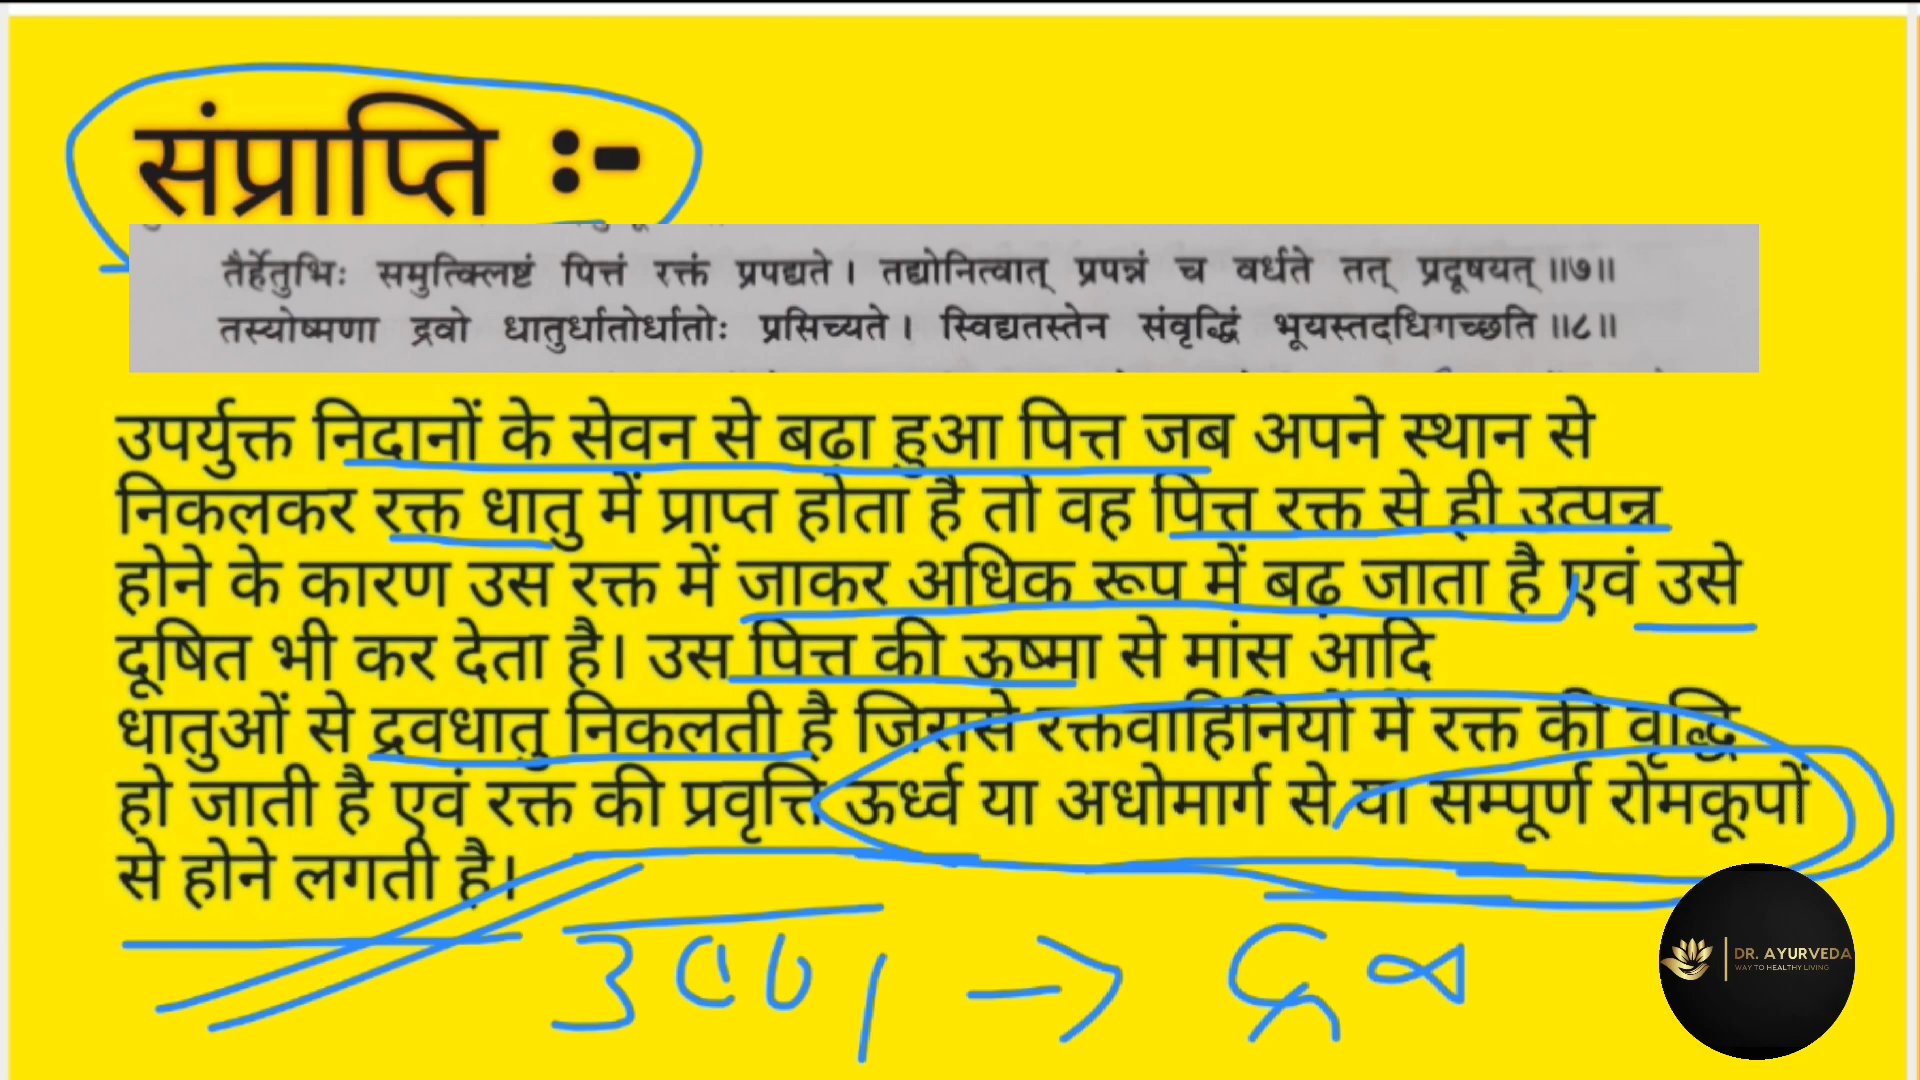 संप्राप्ति :-
तैर्हेतुभिः समुत्क्लिष्टं पित्तं रक्तं प्रपद्यते । तद्योनित्वात् प्रपन्नं च वर्धते तत् प्रदूषयत् ॥७॥
तस्योष्मणा द्रवो धातुर्धातोर्धातोः प्रसिच्यते । स्विद्यतस्तेन संवृद्धिं भूयस्तदधिगच्छति ॥८॥
उपर्युक्त निदानों के सेवन से बढ़ा हुआ पित्त जब अपने स्थान से
निकलकर रक्त धातु में प्राप्त होता है तो वह पित्त रक्त से ही उत्पन्न
होने के कारण उस रक्त में जाकर अधिक रूप में बढ़ जाता है एवं उसे
दूषित भी कर देता है। उस पित्त की ऊष्मा से मांस आदि
धातुओं से द्रवधातु निकलती है जिससे रक्तवाहिनियों में रक्त की वृद्धि
हो जाती है एवं रक्त की प्रवृत्ति ऊर्ध्व या अधोमार्ग से वा सम्पूर्ण रोमकूपों
से होने लगती है।
उष्ण → द्रव
DR. AYURVEDA
WAY TO HEALTHY LIVING